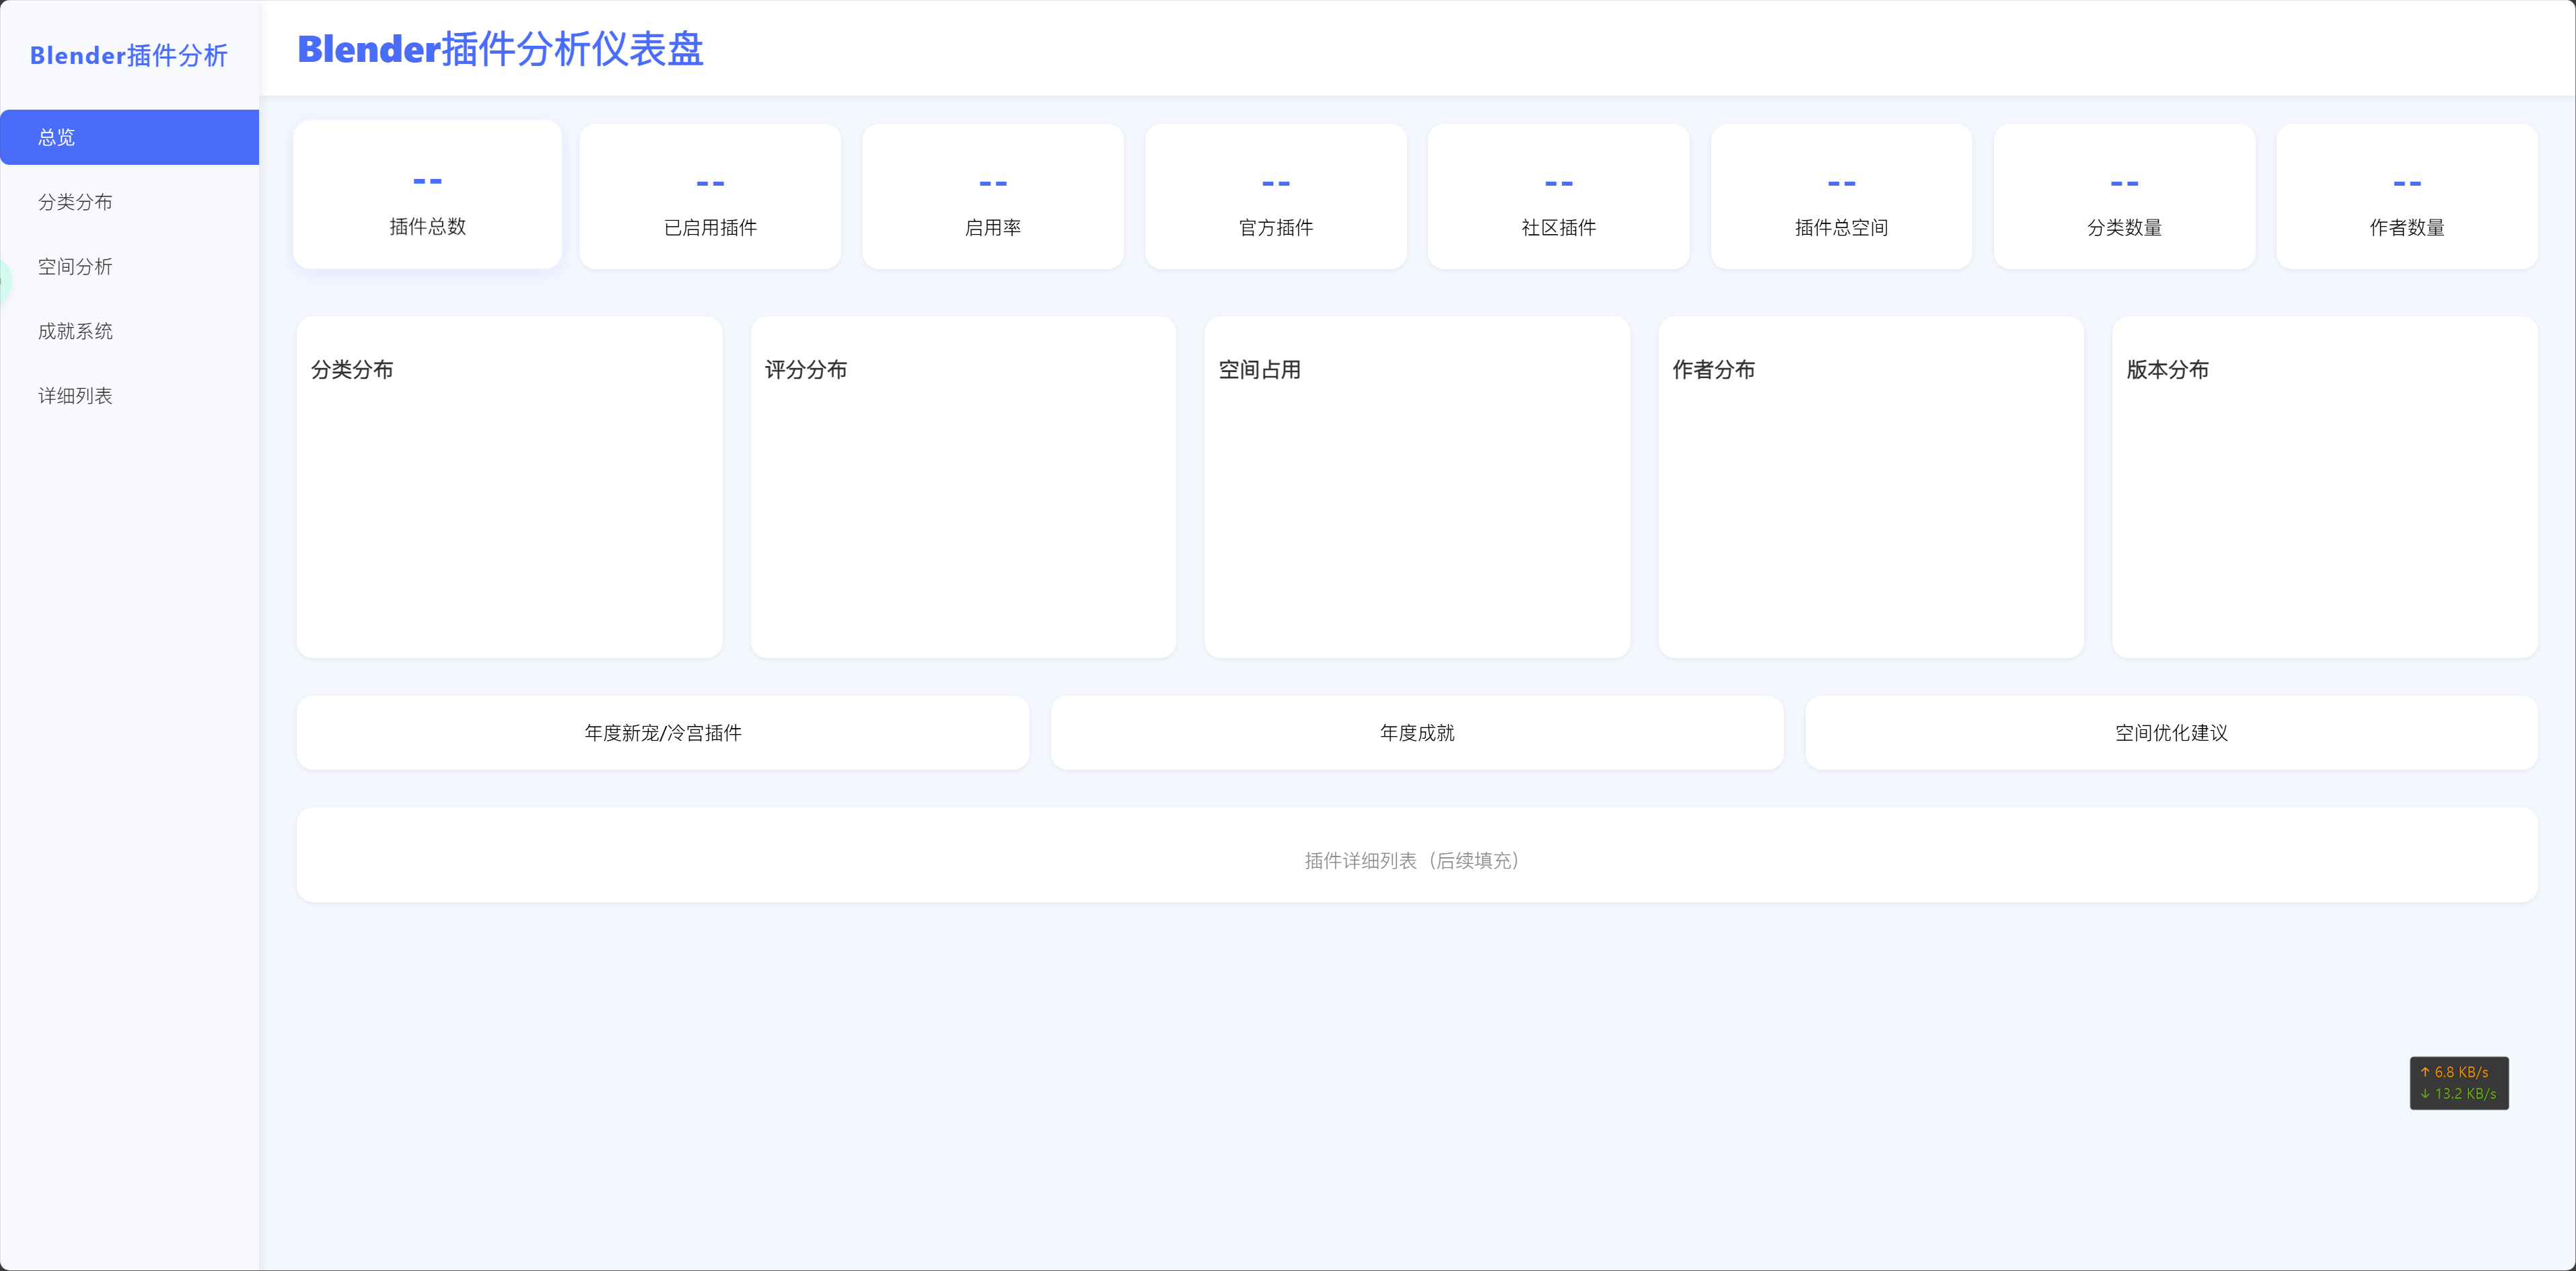 Blender插件分析
总览
分类分布
空间分析
成就系统
详细列表
Blender插件分析仪表盘
--
插件总数
--
已启用插件
--
启用率
--
官方插件
--
社区插件
--
插件总空间
--
分类数量
--
作者数量
分类分布
评分分布
空间占用
作者分布
版本分布
年度新宠/冷宫插件
年度成就
空间优化建议
插件详细列表（后续填充）
↑ 6.8 KB/s
↓ 13.2 KB/s